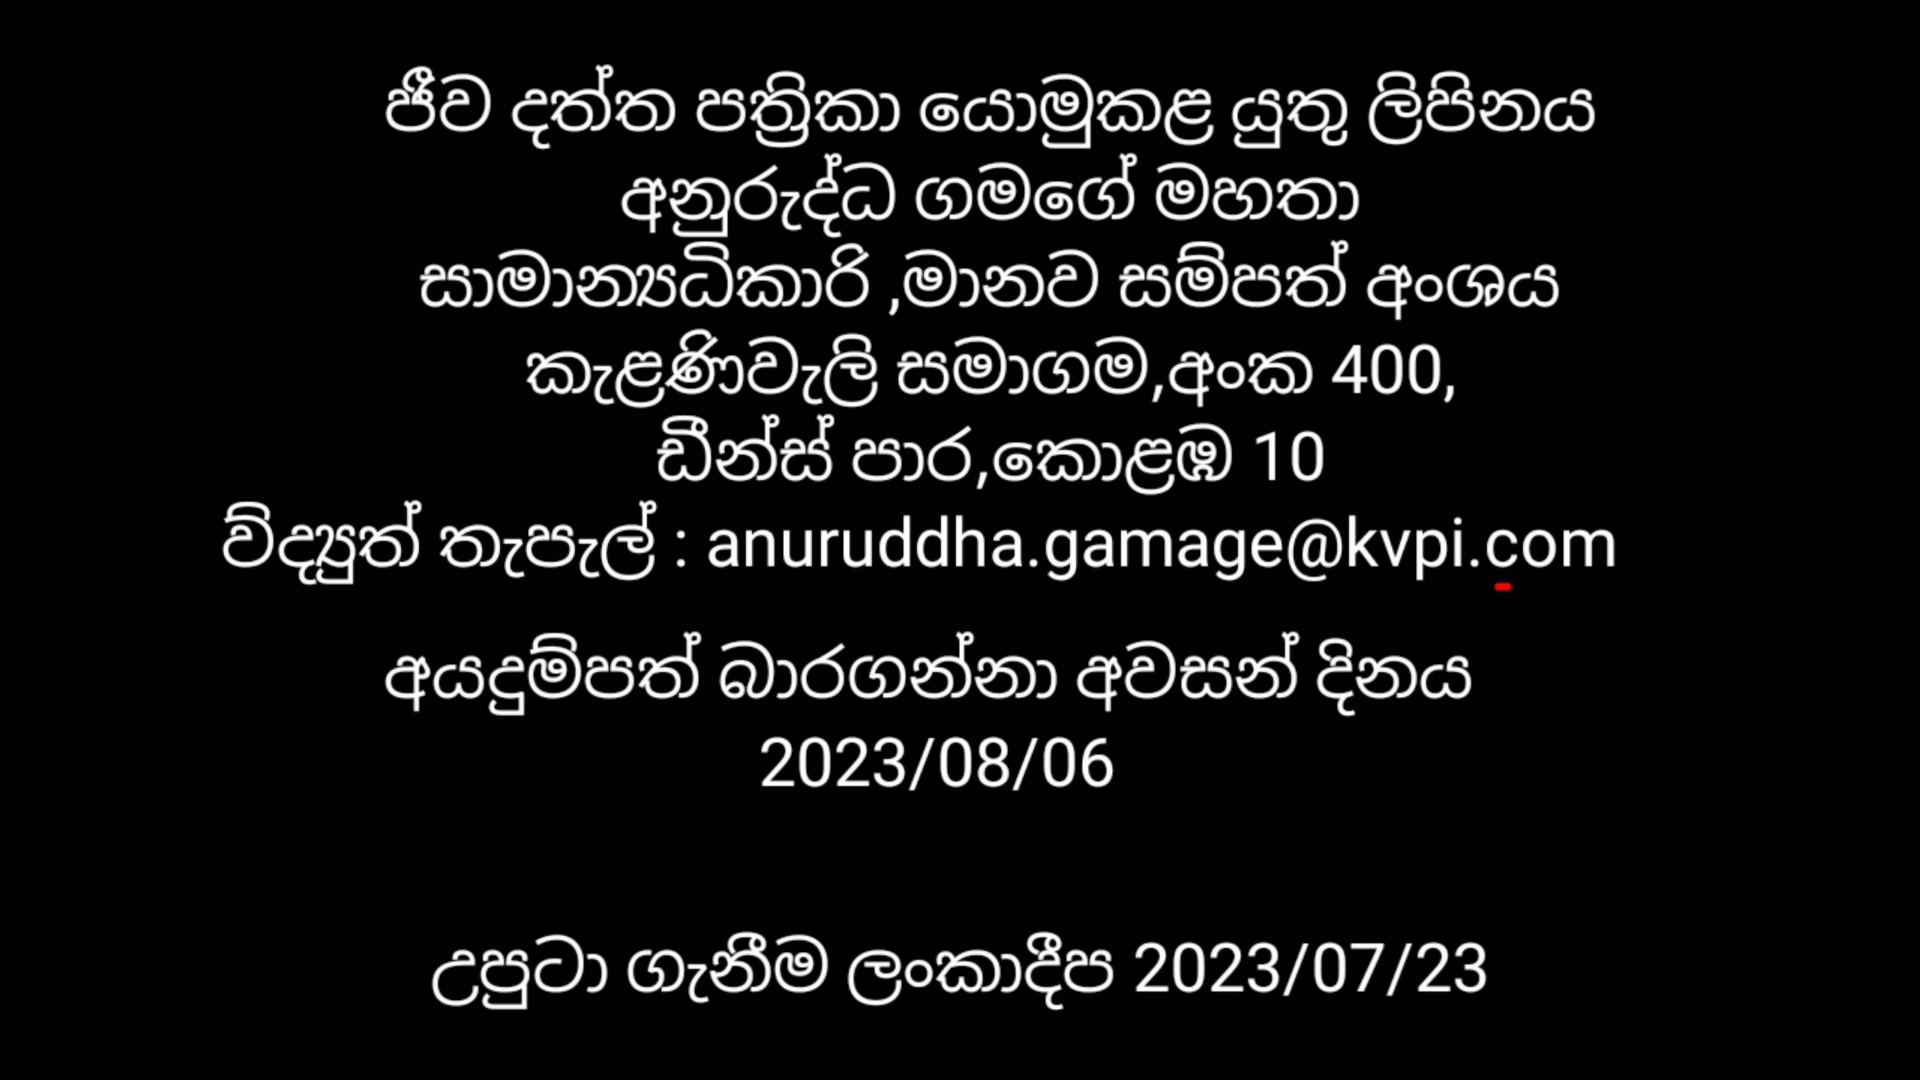 ජීව දත්ත පත්‍රිකා යොමුකළ යුතු ලිපිනය
අනුරුද්ධ ගමගේ මහතා
සාමාන්‍යධිකාරි ,මානව සම්පත් අංශය
කැළණිවැලි සමාගම,අංක 400,
ඩීන්ස් පාර,කොළඹ 10
වි්ද්‍යුත් තැපැල් : anuruddha.gamage@kvpi.com
අයදුම්පත් බාරගන්නා අවසන් දිනය
2023/08/06
උපුටා ගැනීම ලංකාදීප 2023/07/23